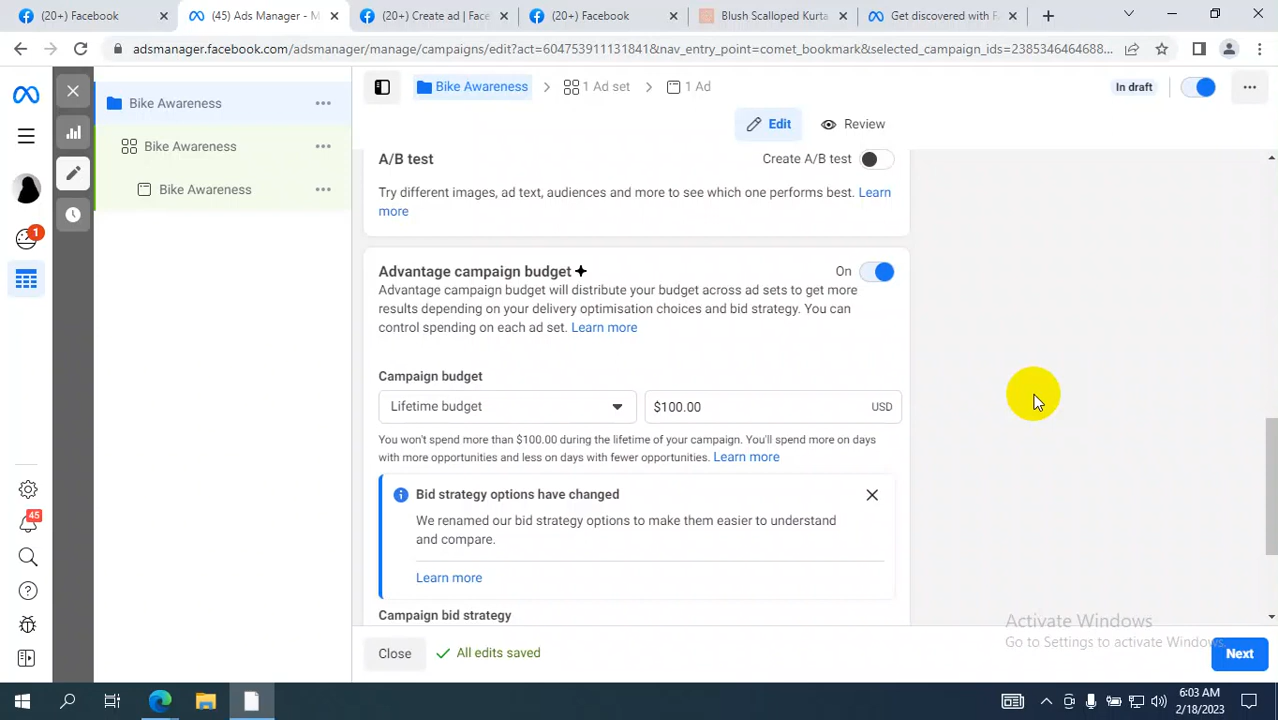 (20+) Facebook
(45) Ads Manager - M
(20+) Create ad | Face
(20+) Facebook
Blush Scalloped Kurta
Get discovered with FA
adsmanager.facebook.com/adsmanager/manage/campaigns/edit?act=604753911131841&nav_entry_point=comet_bookmark&selected_campaign_ids=2385346464688...
Bike Awareness
Bike Awareness
Bike Awareness
Bike Awareness
1 Ad set
1 Ad
In draft
Edit
Review
A/B test
Create A/B test
Try different images, ad text, audiences and more to see which one performs best. Learn
more
Advantage campaign budget
On
Advantage campaign budget will distribute your budget across ad sets to get more
results depending on your delivery optimisation choices and bid strategy. You can
control spending on each ad set. Learn more
Campaign budget
Lifetime budget
$100.00
USD
You won't spend more than $100.00 during the lifetime of your campaign. You'll spend more on days
with more opportunities and less on days with fewer opportunities. Learn more
Bid strategy options have changed
We renamed our bid strategy options to make them easier to understand
and compare.
Learn more
Campaign bid strategy
Close
All edits saved
Next
Activate Windows
Go to Settings to activate Windows.
1
45
6:03 AM
2/18/2023